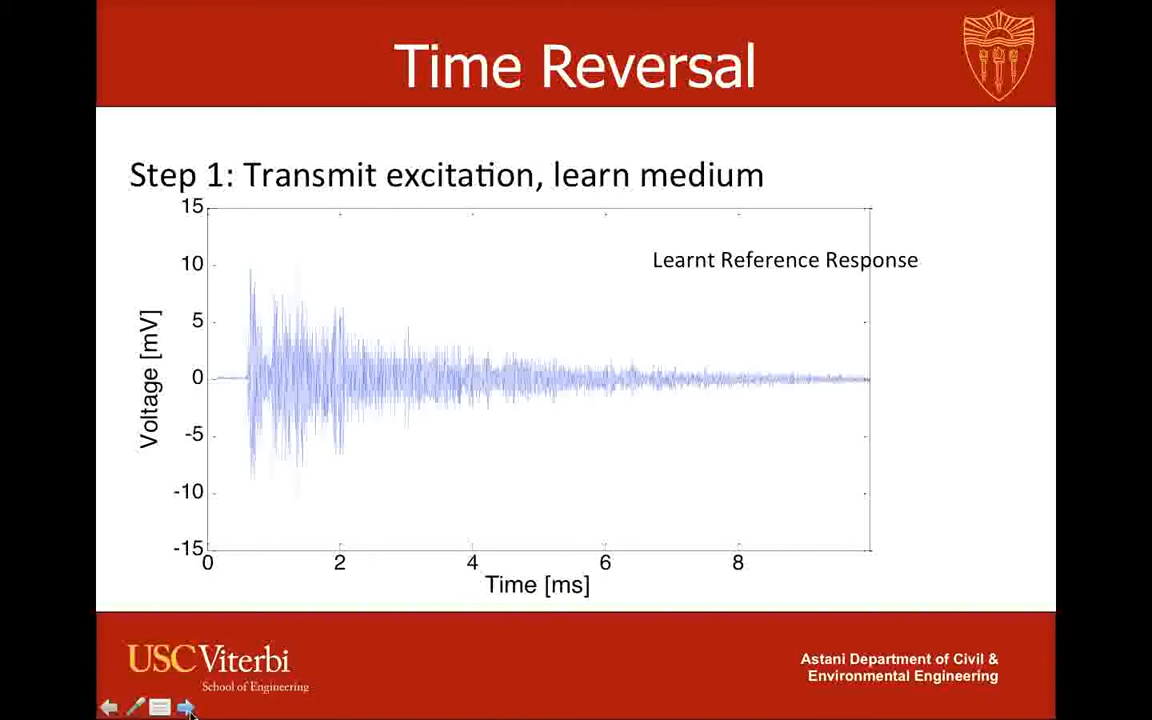 Time Reversal
Step 1: Transmit excitation, learn medium
Learnt Reference Response
15
10
5
0
-5
-10
-15
Voltage [mV]
0 2 4 6 8
Time [ms]
USC Viterbi
School of Engineering
Astani Department of Civil &
Environmental Engineering